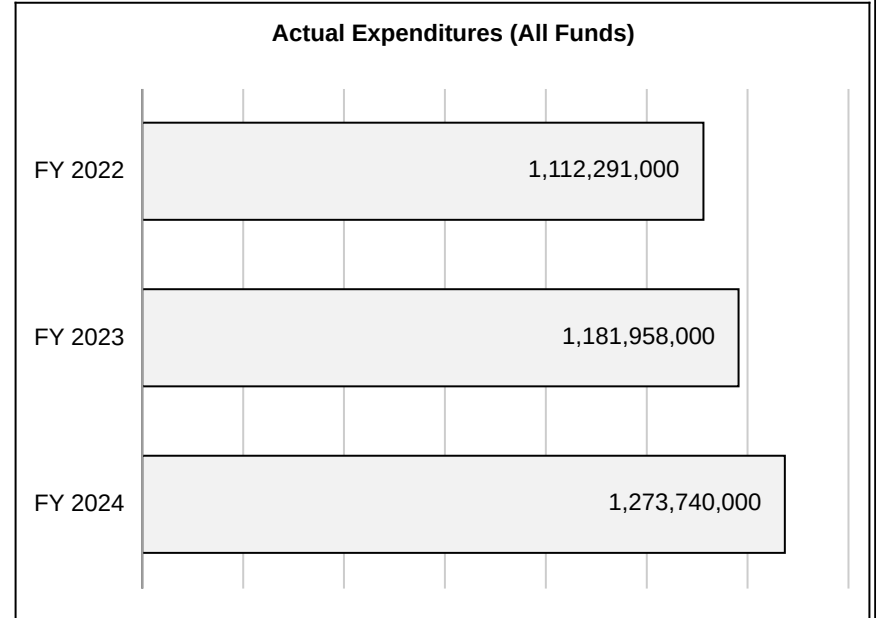 Actual Expenditures (All Funds)
FY 2022 1,112,291,000
FY 2023 1,181,958,000
FY 2024 1,273,740,000